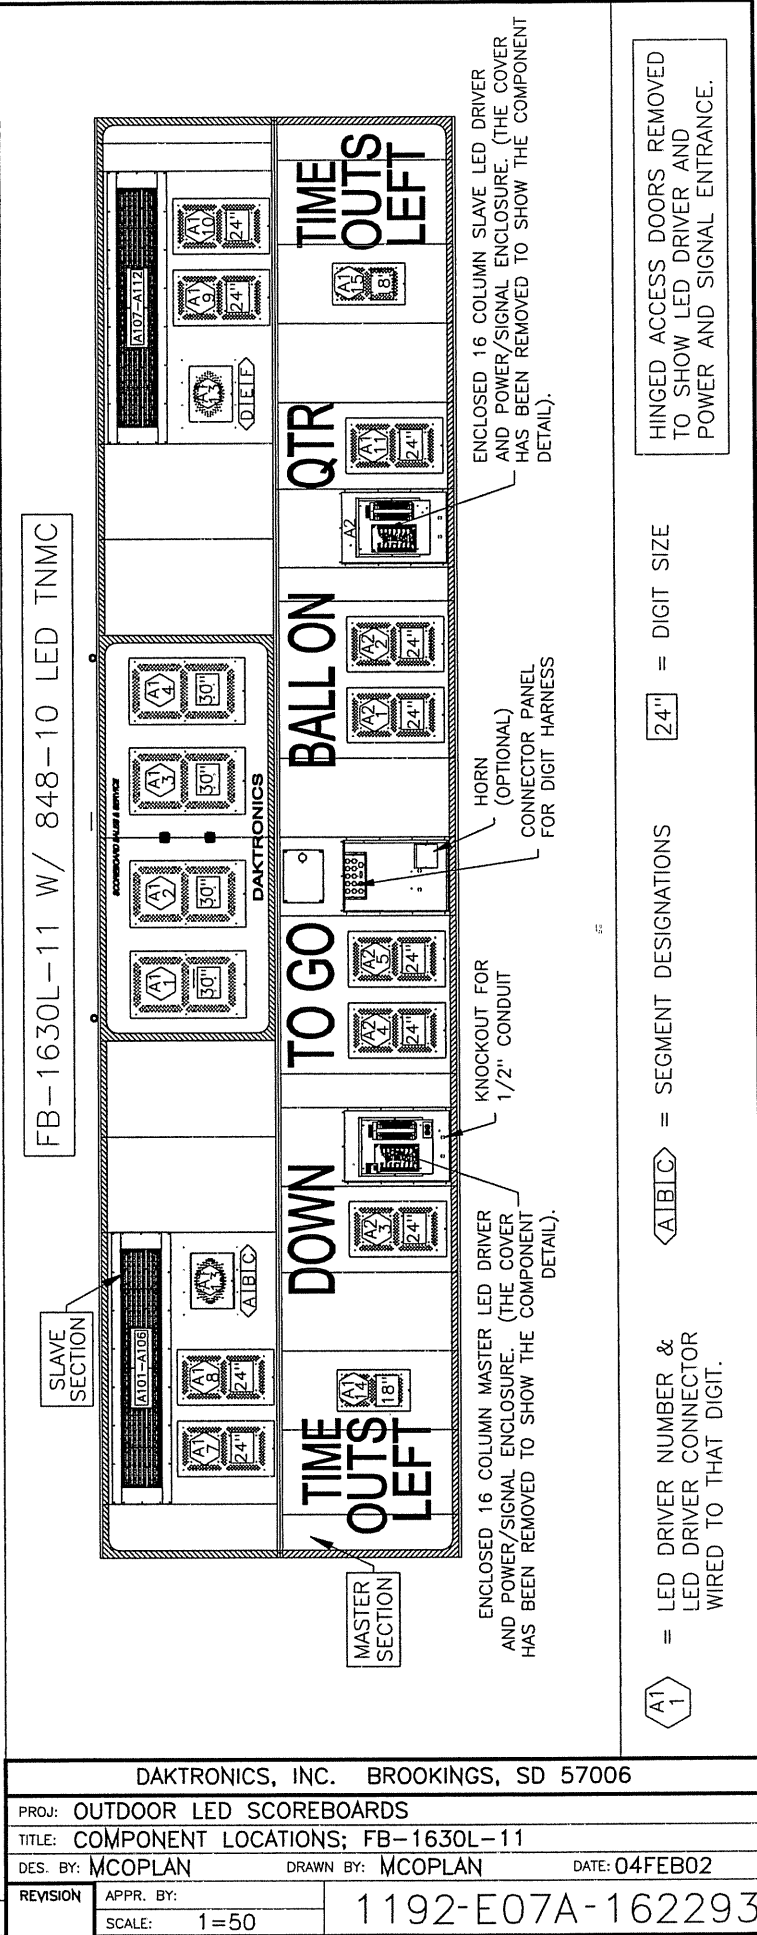 FB-1630L-11 W/ 848-10 LED TNMC
SLAVE
SECTION
MASTER
SECTION
A101-A106
A107-A112
A1
7
24"
A1
8
24"
A1
13
A|B|C
A1
1
30"
A1
2
30"
A1
3
30"
A1
4
30"
SCOREBOARD SALES & SERVICE
DAKTRONICS
A1
13
D|E|F
A1
9
24"
A1
10
24"
TIME
OUTS
LEFT
A1
14
18"
DOWN
A2
3
24"
TO GO
A2
4
24"
A2
5
24"
BALL ON
A2
1
24"
A2
2
24"
A2
QTR
A1
11
24"
A1
15
8"
TIME
OUTS
LEFT
ENCLOSED 16 COLUMN MASTER LED DRIVER
AND POWER/SIGNAL ENCLOSURE. (THE COVER
HAS BEEN REMOVED TO SHOW THE COMPONENT
DETAIL).
KNOCKOUT FOR
1/2" CONDUIT
HORN
(OPTIONAL)
CONNECTOR PANEL
FOR DIGIT HARNESS
ENCLOSED 16 COLUMN SLAVE LED DRIVER
AND POWER/SIGNAL ENCLOSURE. (THE COVER
HAS BEEN REMOVED TO SHOW THE COMPONENT
DETAIL).
A1
1
= LED DRIVER NUMBER &
LED DRIVER CONNECTOR
WIRED TO THAT DIGIT.
A|B|C = SEGMENT DESIGNATIONS
24" = DIGIT SIZE
HINGED ACCESS DOORS REMOVED
TO SHOW LED DRIVER AND
POWER AND SIGNAL ENTRANCE.
DAKTRONICS, INC. BROOKINGS, SD 57006
PROJ: OUTDOOR LED SCOREBOARDS
TITLE: COMPONENT LOCATIONS; FB-1630L-11
DES. BY: MCOPLAN DRAWN BY: MCOPLAN DATE: 04FEB02
REVISION APPR. BY:
SCALE: 1=50
1192-E07A-162293